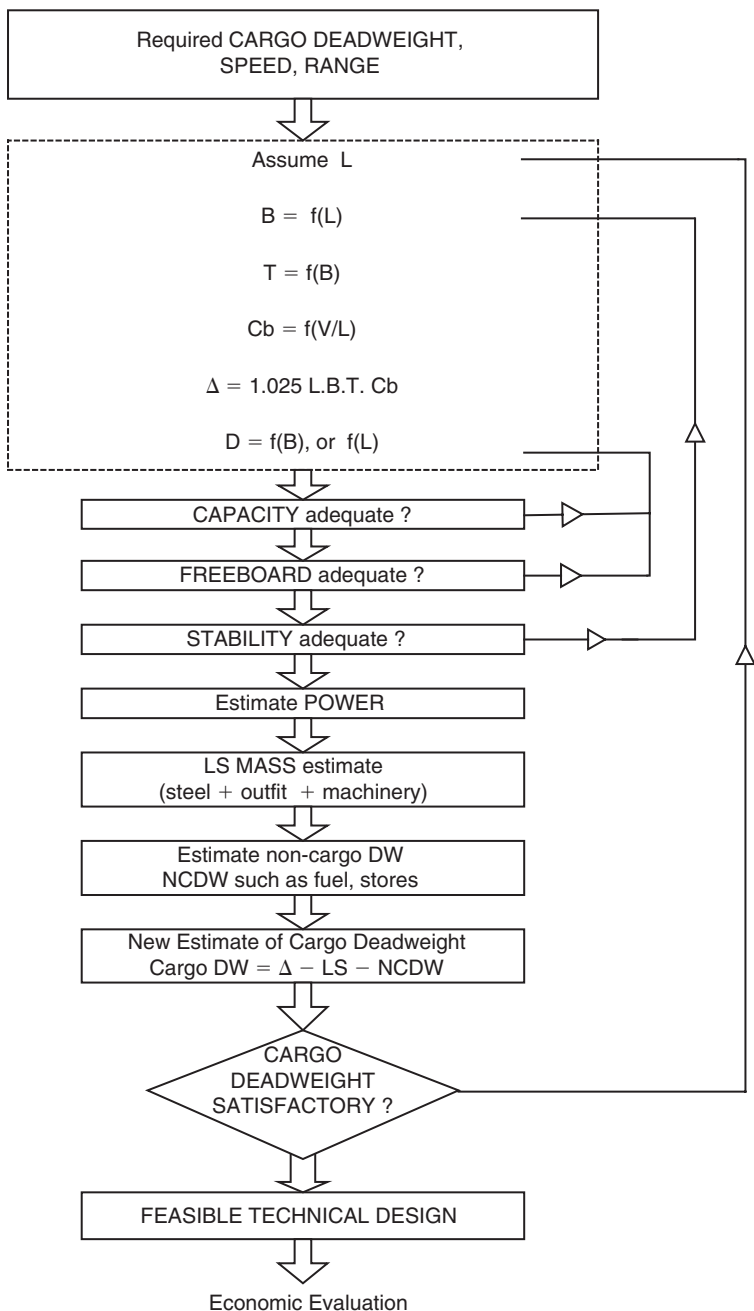 Required CARGO DEADWEIGHT,
SPEED, RANGE
Assume L
B = f(L)
T = f(B)
Cb = f(V/L)
Δ = 1.025 L.B.T. Cb
D = f(B), or f(L)
CAPACITY adequate ?
FREEBOARD adequate ?
STABILITY adequate ?
Estimate POWER
LS MASS estimate
(steel + outfit + machinery)
Estimate non-cargo DW
NCDW such as fuel, stores
New Estimate of Cargo Deadweight
Cargo DW = Δ − LS − NCDW
CARGO
DEADWEIGHT
SATISFACTORY ?
FEASIBLE TECHNICAL DESIGN
Economic Evaluation